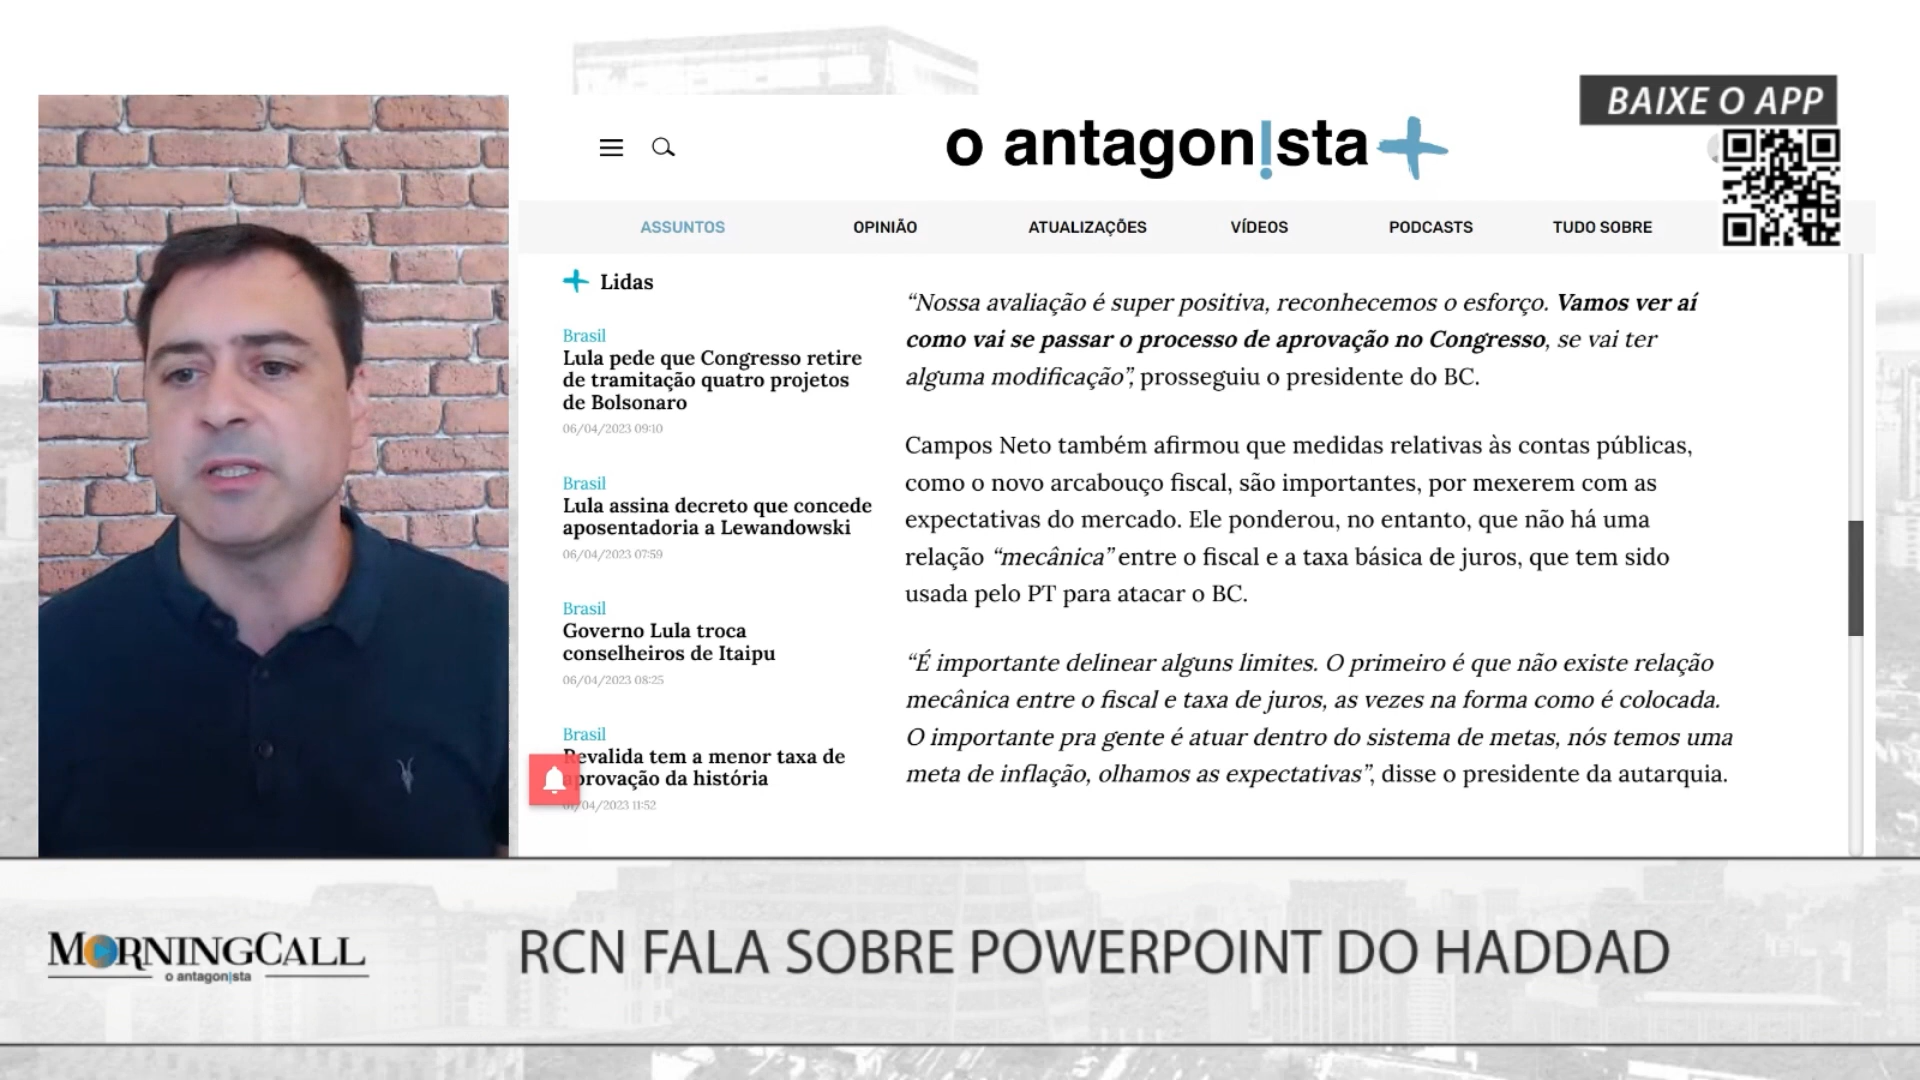 BAIXE O APP
o antagon!sta+
ASSUNTOS OPINIÃO ATUALIZAÇÕES VÍDEOS PODCASTS TUDO SOBRE
+ Lidas
Brasil
Lula pede que Congresso retire
de tramitação quatro projetos
de Bolsonaro
06/04/2023 09:10
Brasil
Lula assina decreto que concede
aposentadoria a Lewandowski
06/04/2023 07:59
Brasil
Governo Lula troca
conselheiros de Itaipu
06/04/2023 08:25
Brasil
Revalida tem a menor taxa de
aprovação da história
/04/2023 11:52
“Nossa avaliação é super positiva, reconhecemos o esforço. Vamos ver aí
como vai se passar o processo de aprovação no Congresso, se vai ter
alguma modificação”, prosseguiu o presidente do BC.
Campos Neto também afirmou que medidas relativas às contas públicas,
como o novo arcabouço fiscal, são importantes, por mexerem com as
expectativas do mercado. Ele ponderou, no entanto, que não há uma
relação “mecânica” entre o fiscal e a taxa básica de juros, que tem sido
usada pelo PT para atacar o BC.
“É importante delinear alguns limites. O primeiro é que não existe relação
mecânica entre o fiscal e taxa de juros, as vezes na forma como é colocada.
O importante pra gente é atuar dentro do sistema de metas, nós temos uma
meta de inflação, olhamos as expectativas”, disse o presidente da autarquia.
MORNINGCALL
o antagon!sta
RCN FALA SOBRE POWERPOINT DO HADDAD